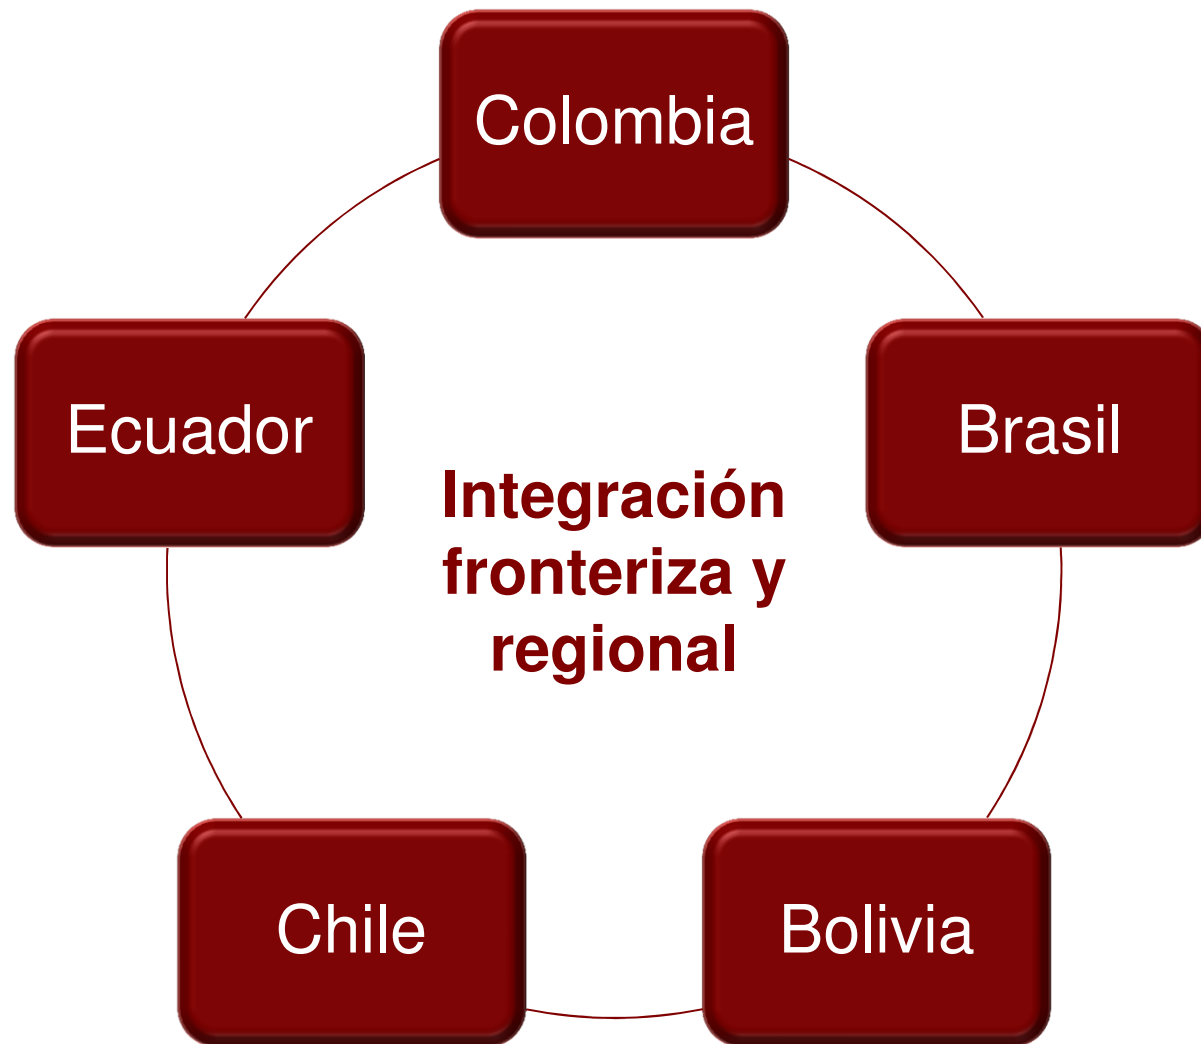 Colombia
Ecuador
Brasil
Integración
fronteriza y
regional
Chile
Bolivia